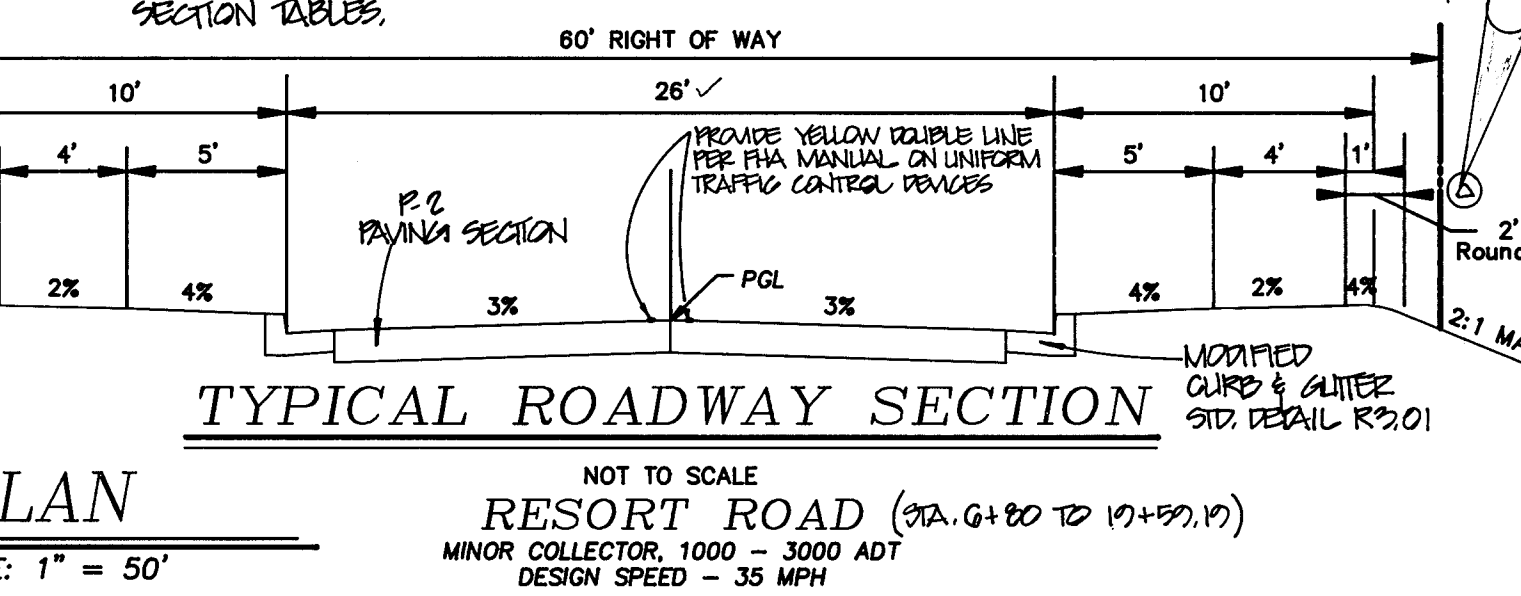 SECTION TABLES.
60' RIGHT OF WAY
10'
26' ✓
10'
4'
5'
PROVIDE YELLOW DOUBLE LINE
PER FHA MANUAL ON UNIFORM
TRAFFIC CONTROL DEVICES
5'
4'
1'
P-2
PAVING SECTION
2'
Round
PGL
2%
4%
3%
3%
4%
2%
4%
2:1 MA
MODIFIED
CURB & GUTTER
STD. DETAIL R3.01
TYPICAL ROADWAY SECTION
NOT TO SCALE
LAN
RESORT ROAD (STA. 6+80 TO 19+59.19)
MINOR COLLECTOR, 1000 - 3000 ADT
E: 1" = 50'
DESIGN SPEED - 35 MPH